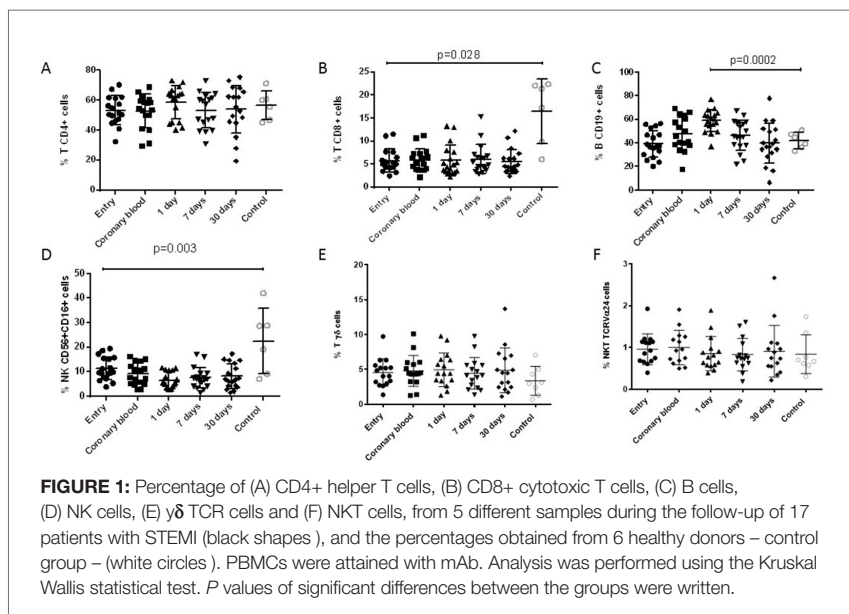 p=0.028
p=0.0002
A
B
C
% T CD4+ cells
80
60
40
20
0
Entry
Coronary blood
1 day
7 days
30 days
Control
% T CD8+ cells
25
20
15
10
5
0
Entry
Coronary blood
1 day
7 days
30 days
Control
% B CD19+ cells
100
80
60
40
20
0
Entry
Coronary blood
1 day
7 days
30 days
Control
D
p=0.003
E
F
% NK CD56+CD16+ cells
50
40
30
20
10
0
Entry
Coronary blood
1 day
7 days
30 days
Control
% T γδ cells
20
15
10
5
0
Entry
Coronary blood
1 day
7 days
30 days
Control
% NKT TCRVα24 cells
3
2
1
0
Entry
Coronary blood
1 day
7 days
30 days
Control
FIGURE 1: Percentage of (A) CD4+ helper T cells, (B) CD8+ cytotoxic T cells, (C) B cells,
(D) NK cells, (E) yδ TCR cells and (F) NKT cells, from 5 different samples during the follow-up of 17
patients with STEMI (black shapes ), and the percentages obtained from 6 healthy donors – control
group – (white circles ). PBMCs were attained with mAb. Analysis was performed using the Kruskal
Wallis statistical test. P values of significant differences between the groups were written.